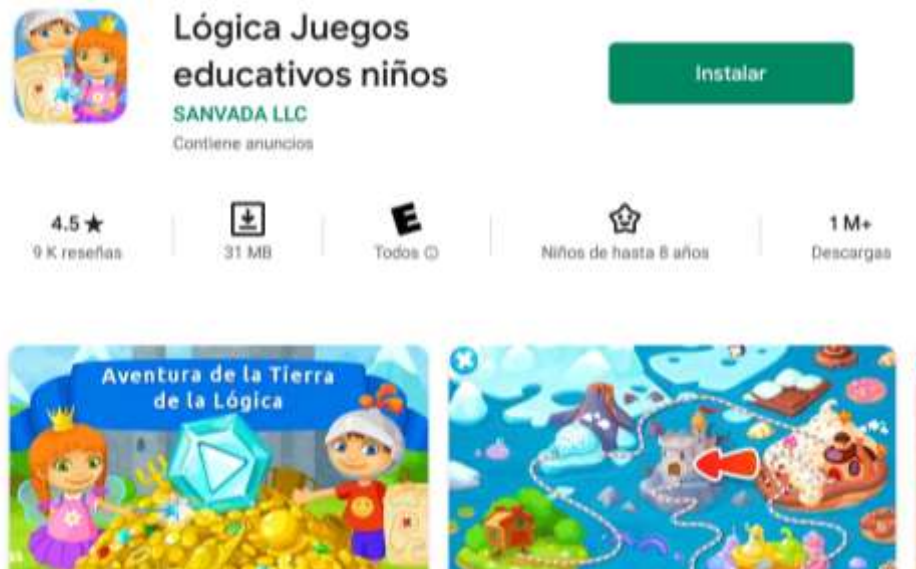 Lógica Juegos
educativos niños
SANVADA LLC
Contiene anuncios
Instalar
4.5★
9 K reseñas
31 MB
E
Todos
Niños de hasta 8 años
1 M+
Descargas
Aventura de la Tierra
de la Lógica